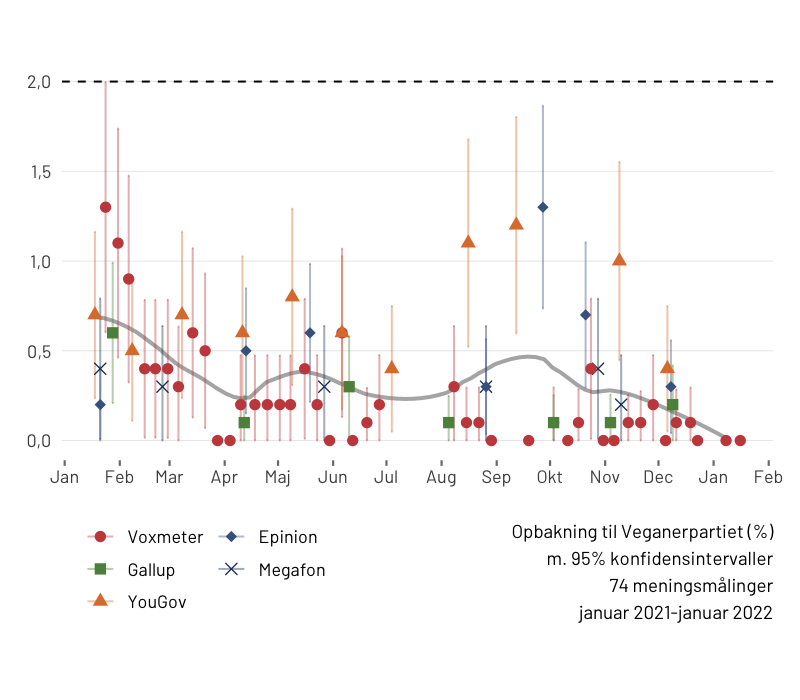 2,0
1,5
1,0
0,5
0,0
Jan Feb Mar Apr Maj Jun Jul Aug Sep Okt Nov Dec Jan Feb
Voxmeter Epinion
Gallup Megafon
YouGov
Opbakning til Veganerpartiet (%)
m. 95% konfidensintervaller
74 meningsmålinger
januar 2021-januar 2022